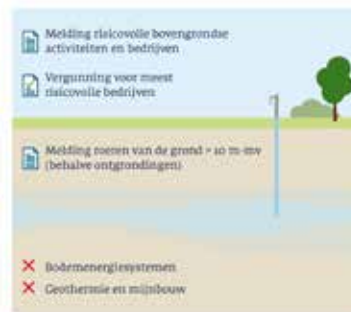 Melding risicovolle bovengrondse
activiteiten en bedrijven
Vergunning voor meest
risicovolle bedrijven
Melding roeren van de grond > 10 m-mv
(behalve ontgrondingen)
Bodemenergiesystemen
Geothermie en mijnbouw